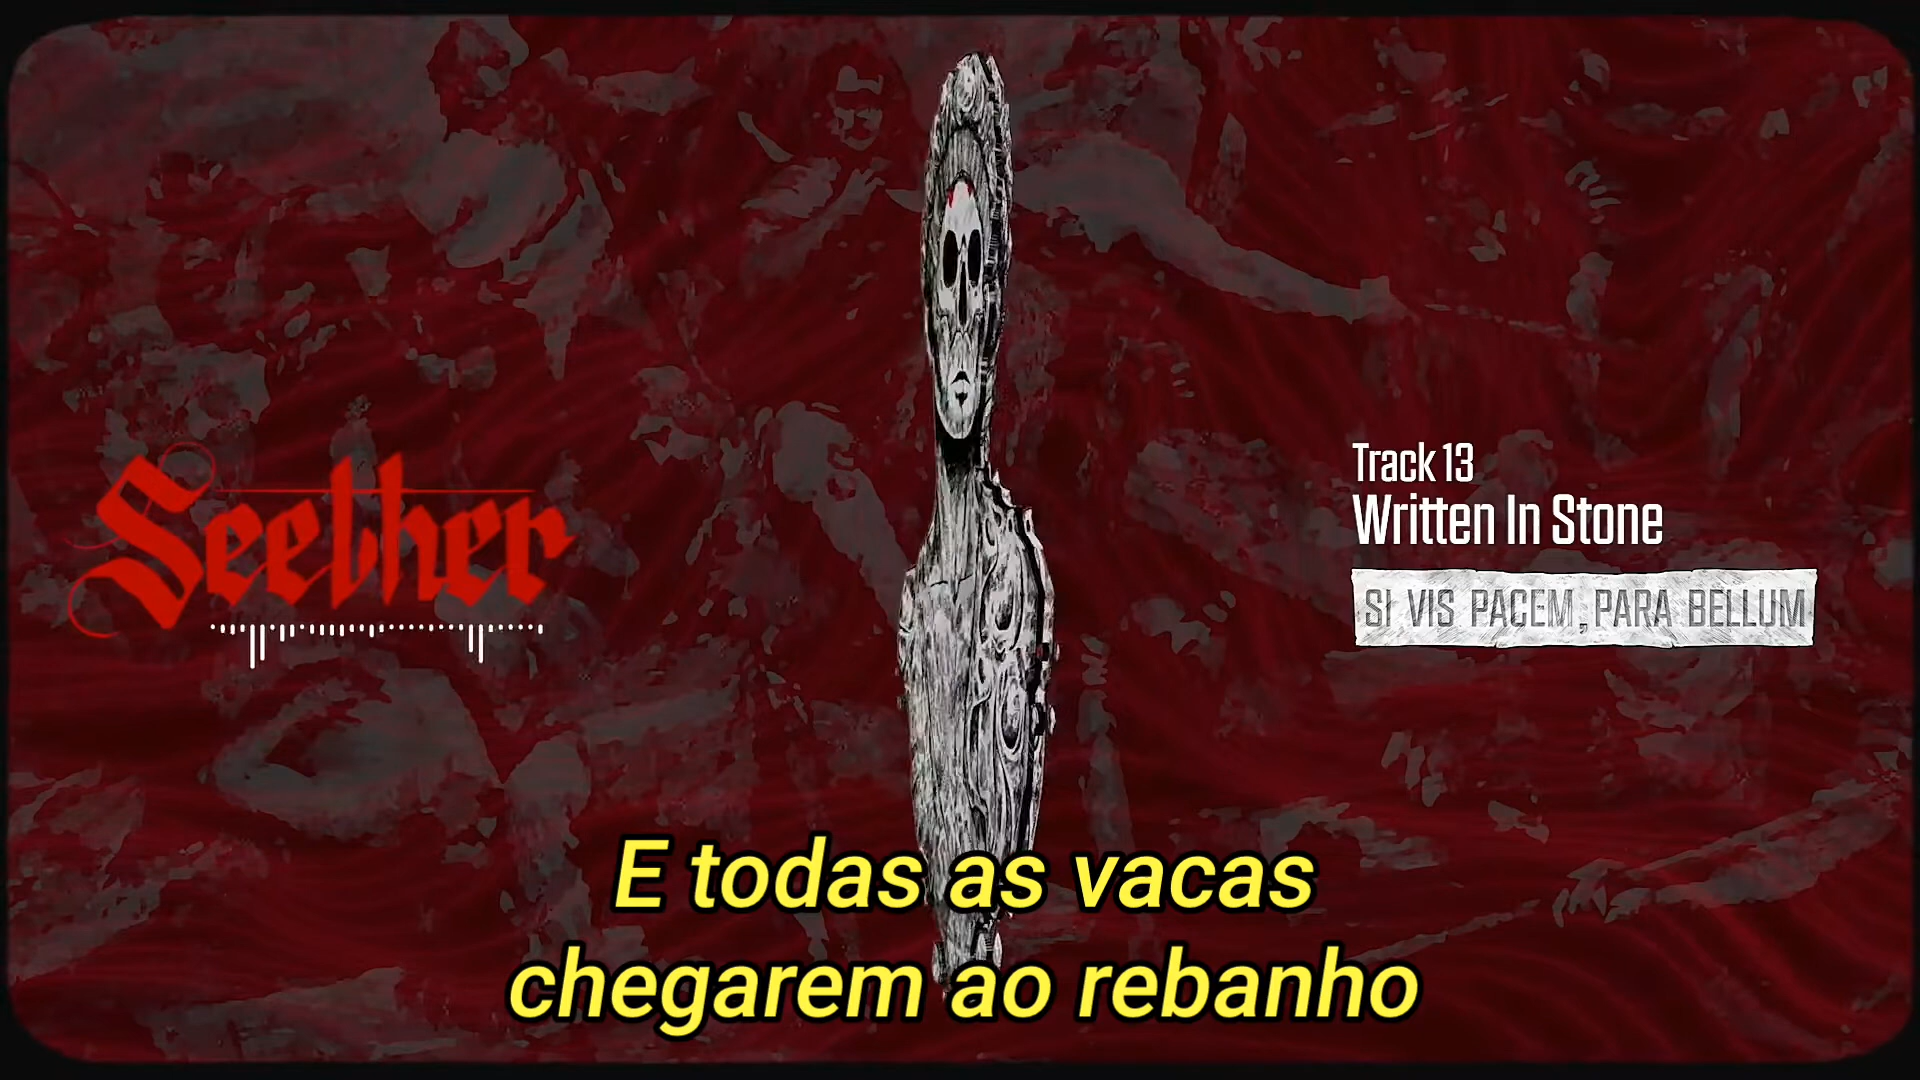 Seether
Track 13
Written In Stone
SI VIS PACEM, PARA BELLUM
E todas as vacas
chegarem ao rebanho